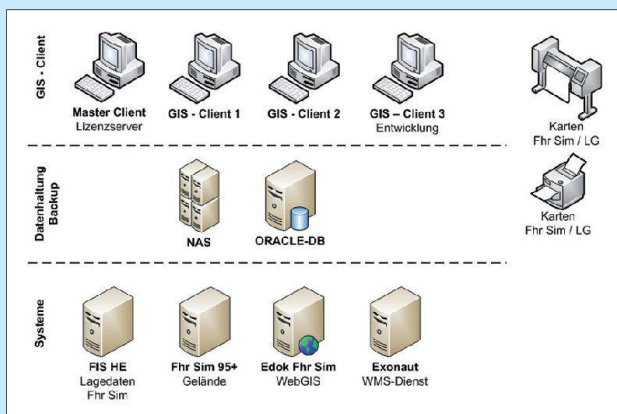 GIS - Client
Master Client
Lizenzserver
GIS - Client 1
GIS - Client 2
GIS – Client 3
Entwicklung
Karten
Fhr Sim / LG
Datenhaltung
Backup
NAS
ORACLE-DB
Karten
Fhr Sim / LG
Systeme
FIS HE
Lagedaten
Fhr Sim
Fhr Sim 95+
Gelände
Edok Fhr Sim
WebGIS
Exonaut
WMS-Dienst